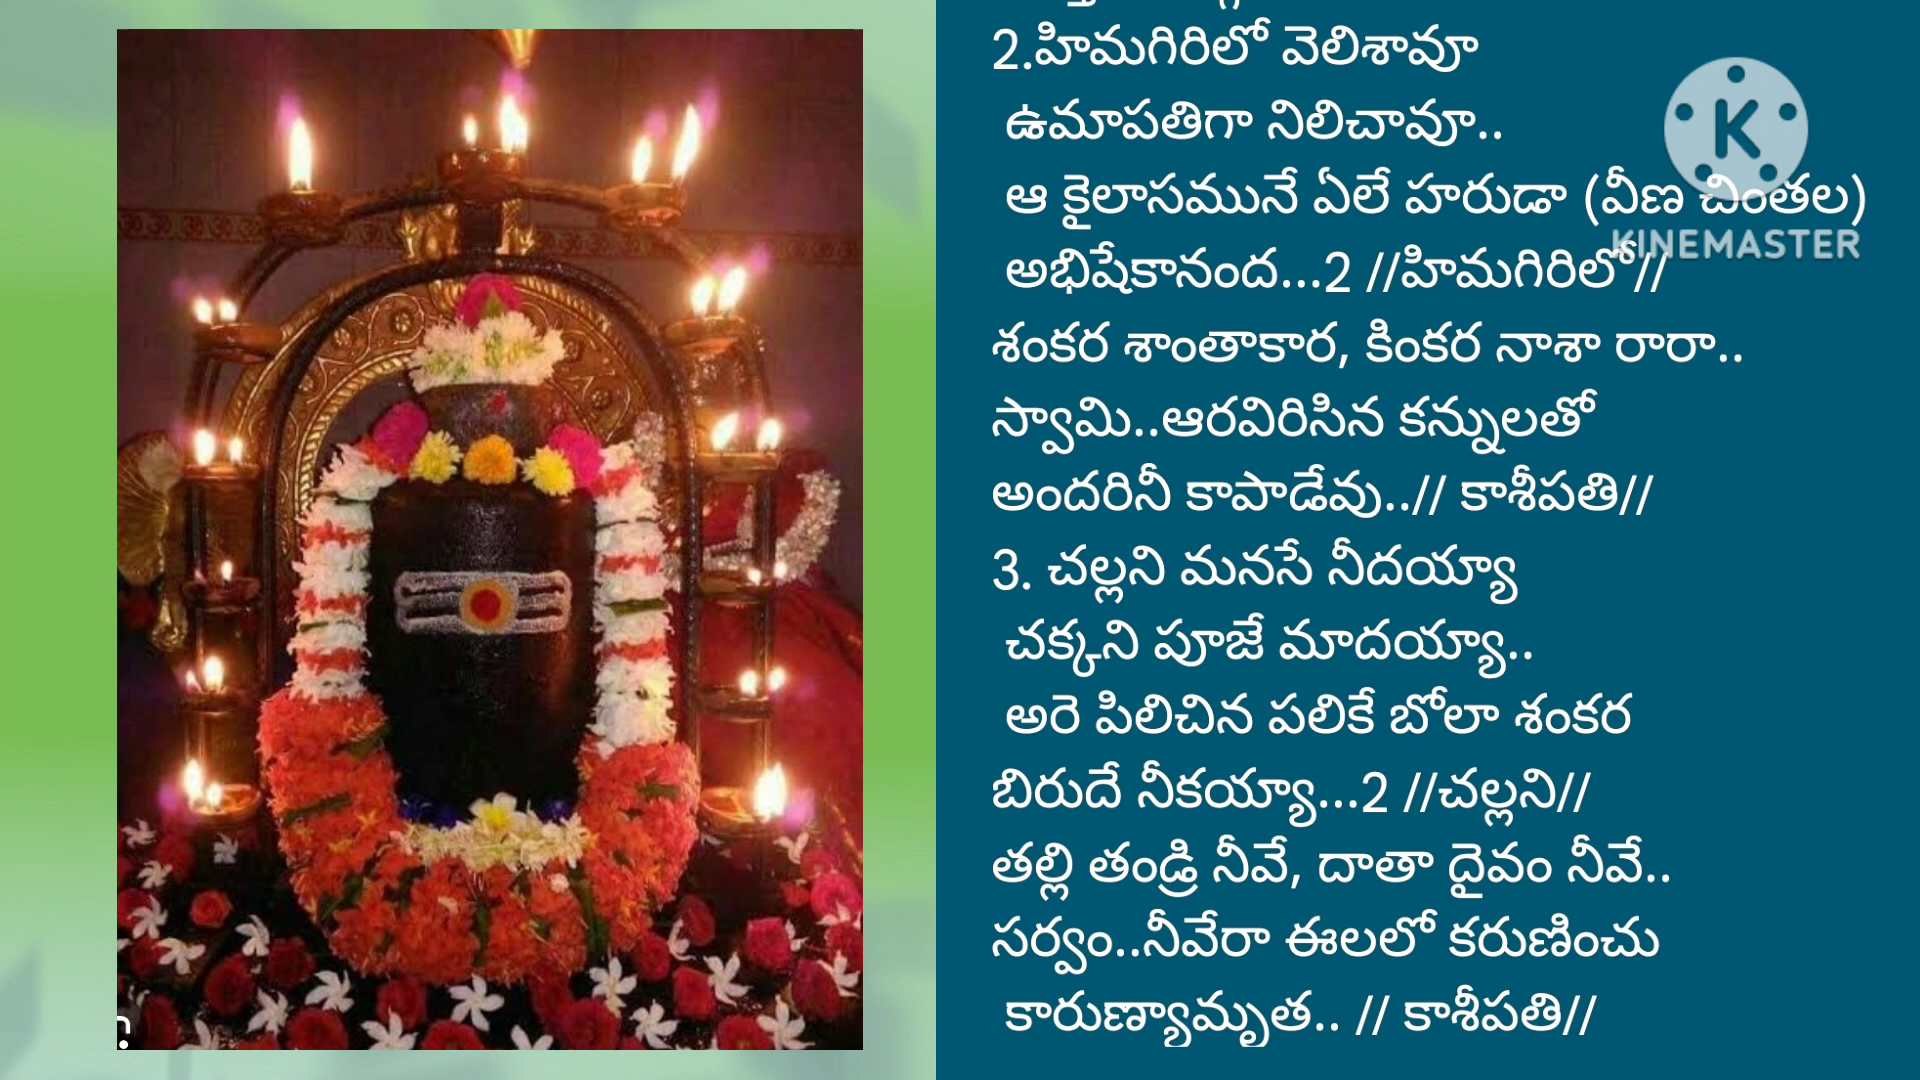 2.హిమగిరిలో వెలిశావూ
ఉమాపతిగా నిలిచావూ..
ఆ కైలాసమునే ఏలే హరుడా (వీణ చింతల)
అభిషేకానంద...2 //హిమగిరిలో//
శంకర శాంతాకార, కింకర నాశా రారా..
స్వామి..ఆరవిరిసిన కన్నులతో
అందరినీ కాపాడేవు..// కాశీపతి//
3. చల్లని మనసే నీదయ్యా
చక్కని పూజే మాదయ్యా..
అరె పిలిచిన పలికే బోలా శంకర
బిరుదే నీకయ్యా...2 //చల్లని//
తల్లి తండ్రి నీవే, దాతా దైవం నీవే..
సర్వం..నీవేరా ఈలలో కరుణించు
కారుణ్యామృత.. // కాశీపతి//
K
KINEMASTER